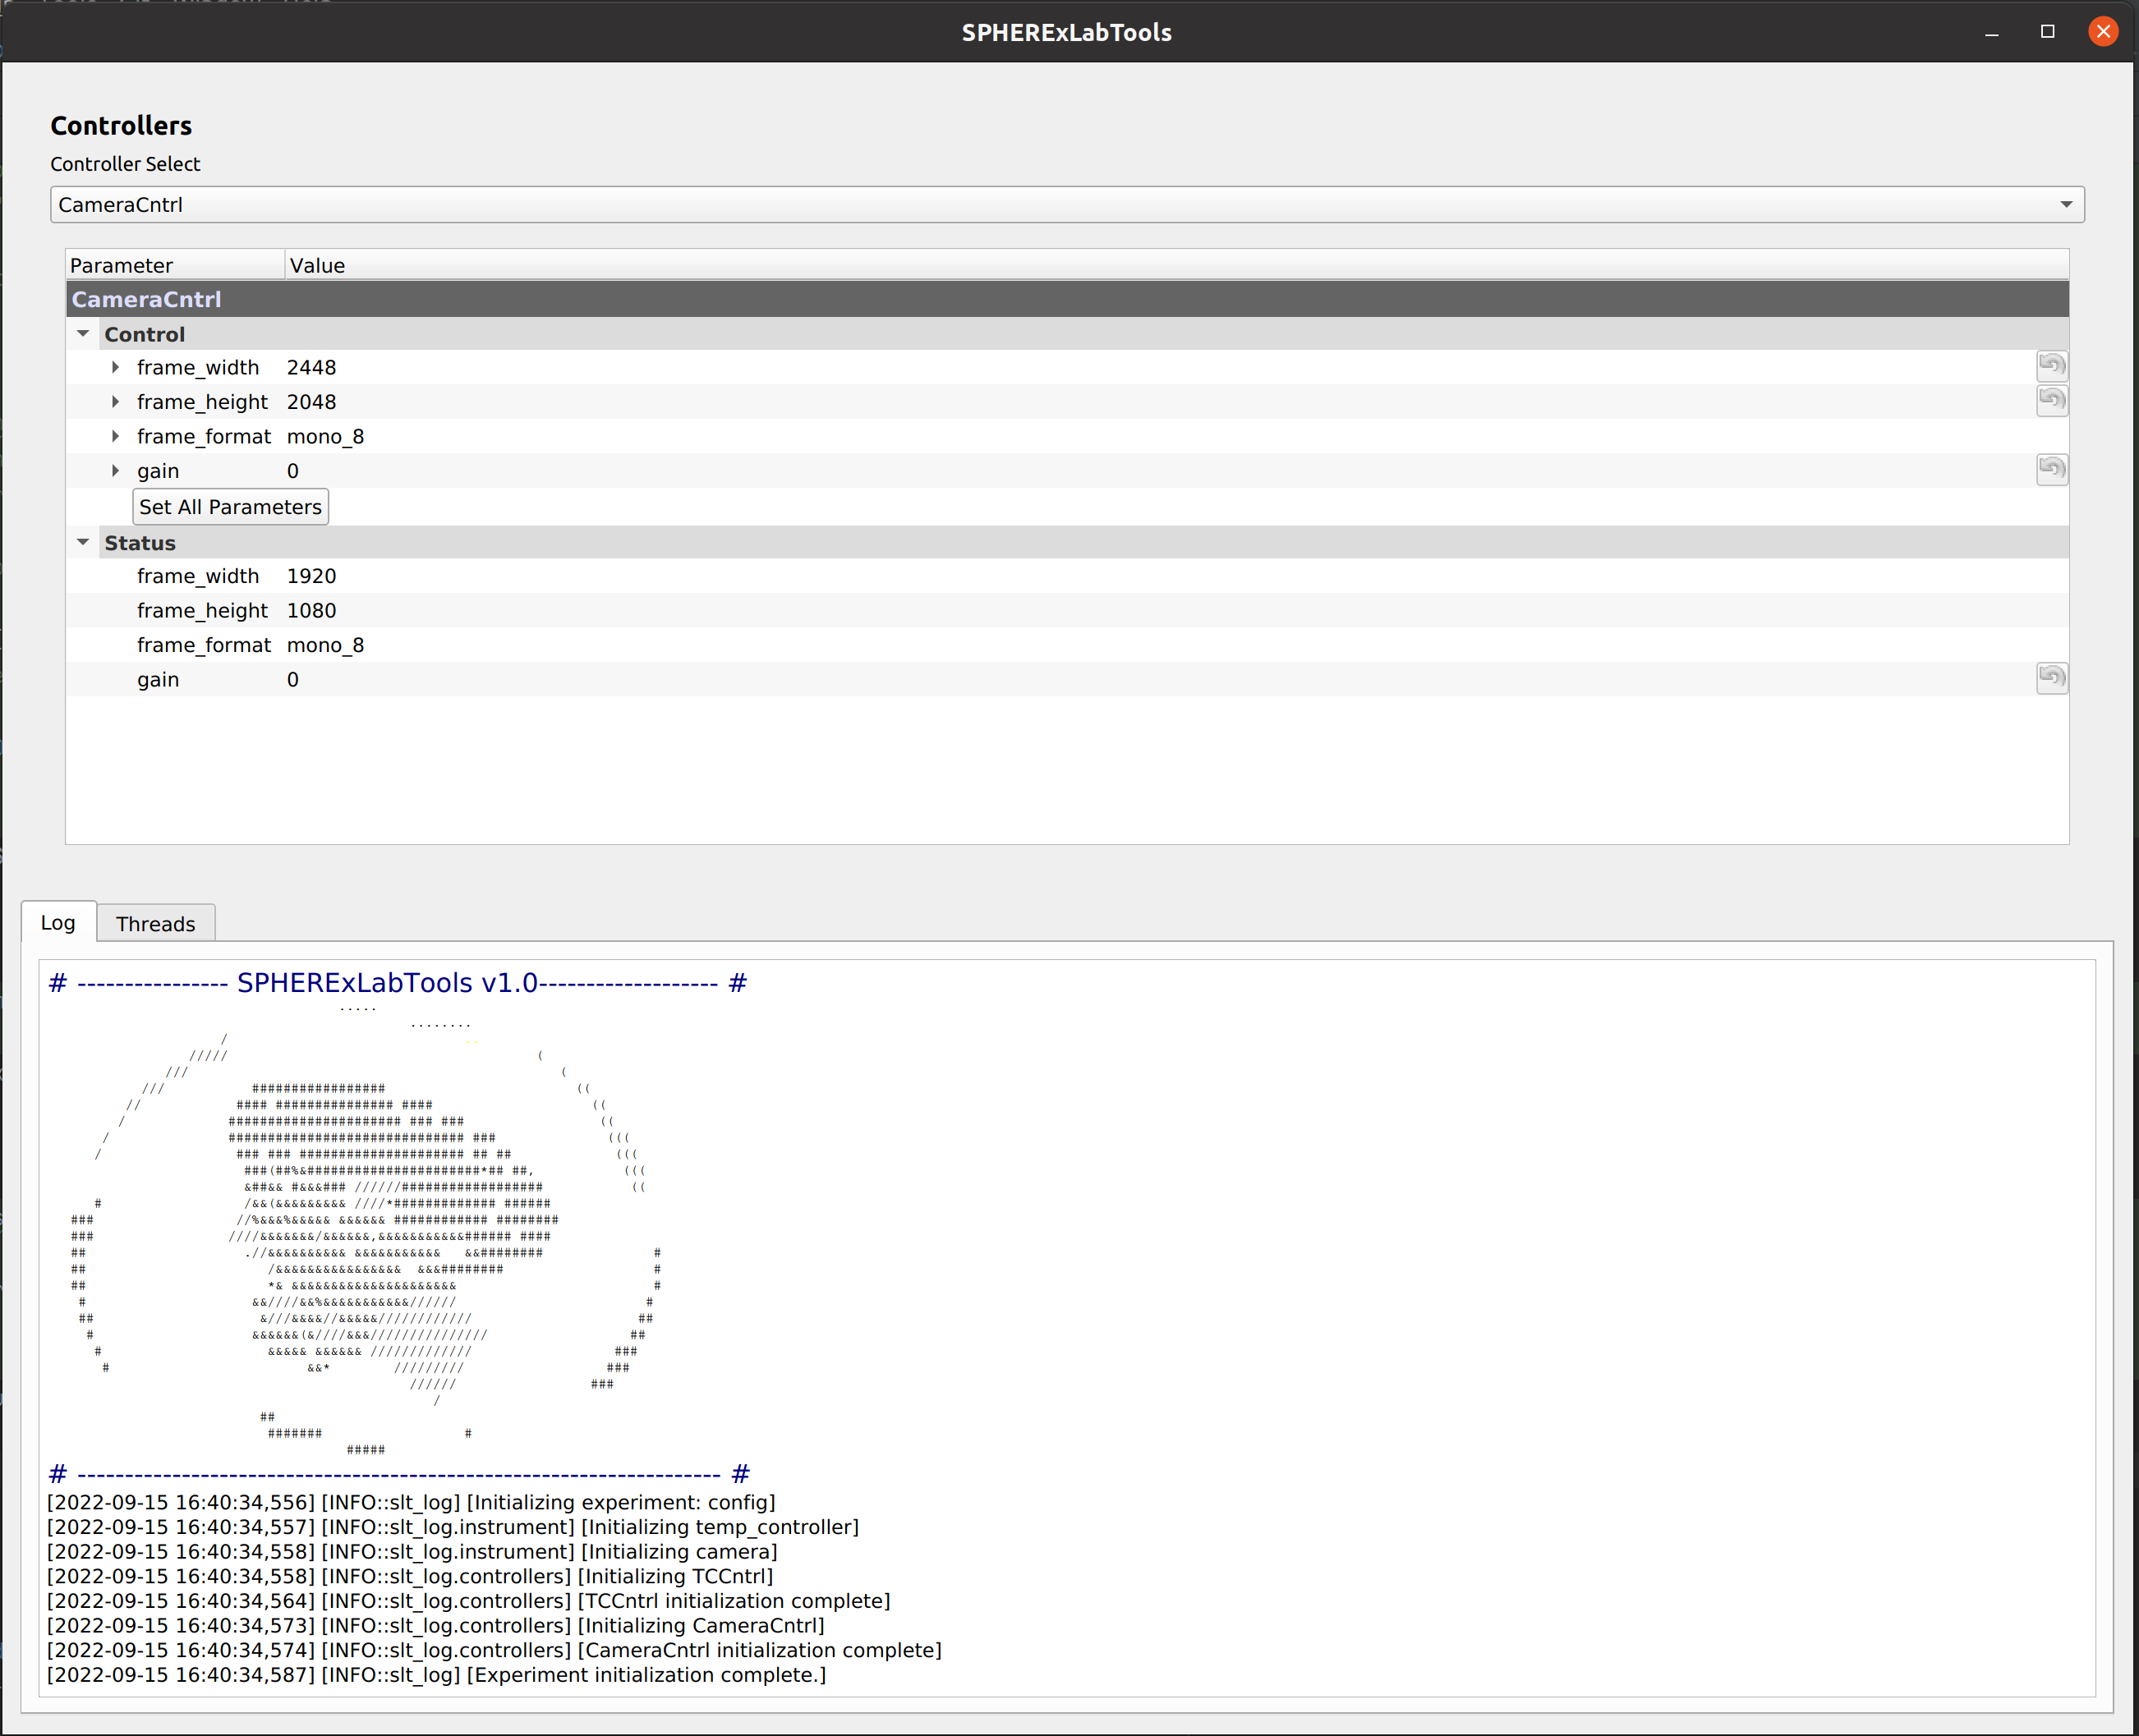 SPHERExLabTools
Controllers
Controller Select
CameraCntrl
Parameter Value
CameraCntrl
Control
frame_width 2448
frame_height 2048
frame_format mono_8
gain 0
Set All Parameters
Status
frame_width 1920
frame_height 1080
frame_format mono_8
gain 0
Log Threads
# ---------------- SPHERExLabTools v1.0------------------- #
# -------------------------------------------------------------------- #
[2022-09-15 16:40:34,556] [INFO::slt_log] [Initializing experiment: config]
[2022-09-15 16:40:34,557] [INFO::slt_log.instrument] [Initializing temp_controller]
[2022-09-15 16:40:34,558] [INFO::slt_log.instrument] [Initializing camera]
[2022-09-15 16:40:34,558] [INFO::slt_log.controllers] [Initializing TCCntrl]
[2022-09-15 16:40:34,564] [INFO::slt_log.controllers] [TCCntrl initialization complete]
[2022-09-15 16:40:34,573] [INFO::slt_log.controllers] [Initializing CameraCntrl]
[2022-09-15 16:40:34,574] [INFO::slt_log.controllers] [CameraCntrl initialization complete]
[2022-09-15 16:40:34,587] [INFO::slt_log] [Experiment initialization complete.]